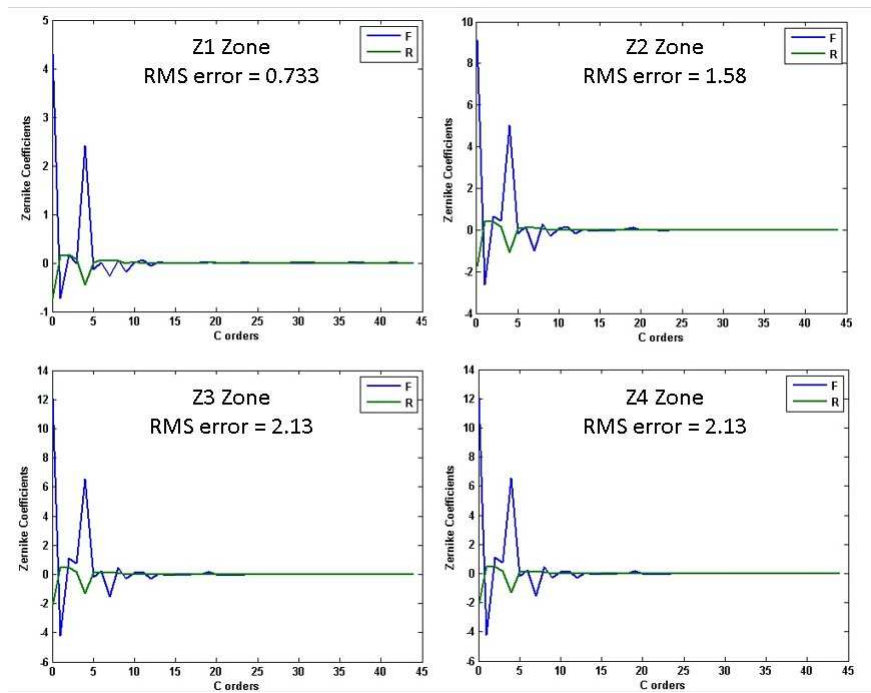 Z1 Zone
RMS error = 0.733
F
R
Zernike Coefficients
5
4
3
2
1
0
-1
0 5 10 15 20 25 30 35 40 45
C orders
Z2 Zone
RMS error = 1.58
F
R
Zernike Coefficients
10
8
6
4
2
0
-2
-4
0 5 10 15 20 25 30 35 40 45
C orders
Z3 Zone
RMS error = 2.13
F
R
Zernike Coefficients
14
12
10
8
6
4
2
0
-2
-4
-6
0 5 10 15 20 25 30 35 40 45
C orders
Z4 Zone
RMS error = 2.13
F
R
Zernike Coefficients
14
12
10
8
6
4
2
0
-2
-4
-6
0 5 10 15 20 25 30 35 40 45
C orders